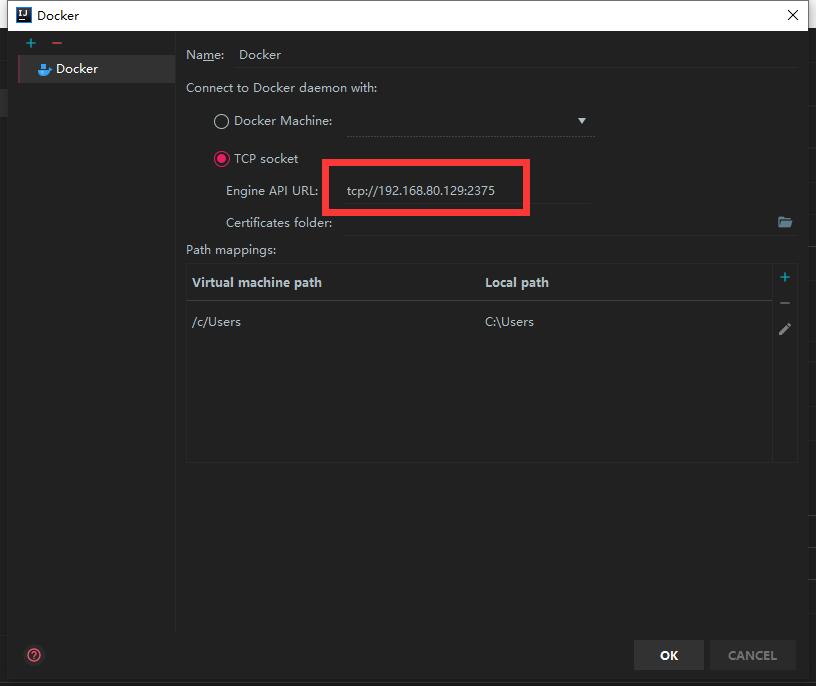 IJ Docker
Docker
Name: Docker
Connect to Docker daemon with:
Docker Machine:
TCP socket
Engine API URL: tcp://192.168.80.129:2375
Certificates folder:
Path mappings:
Virtual machine path Local path
/c/Users C:\Users
OK CANCEL